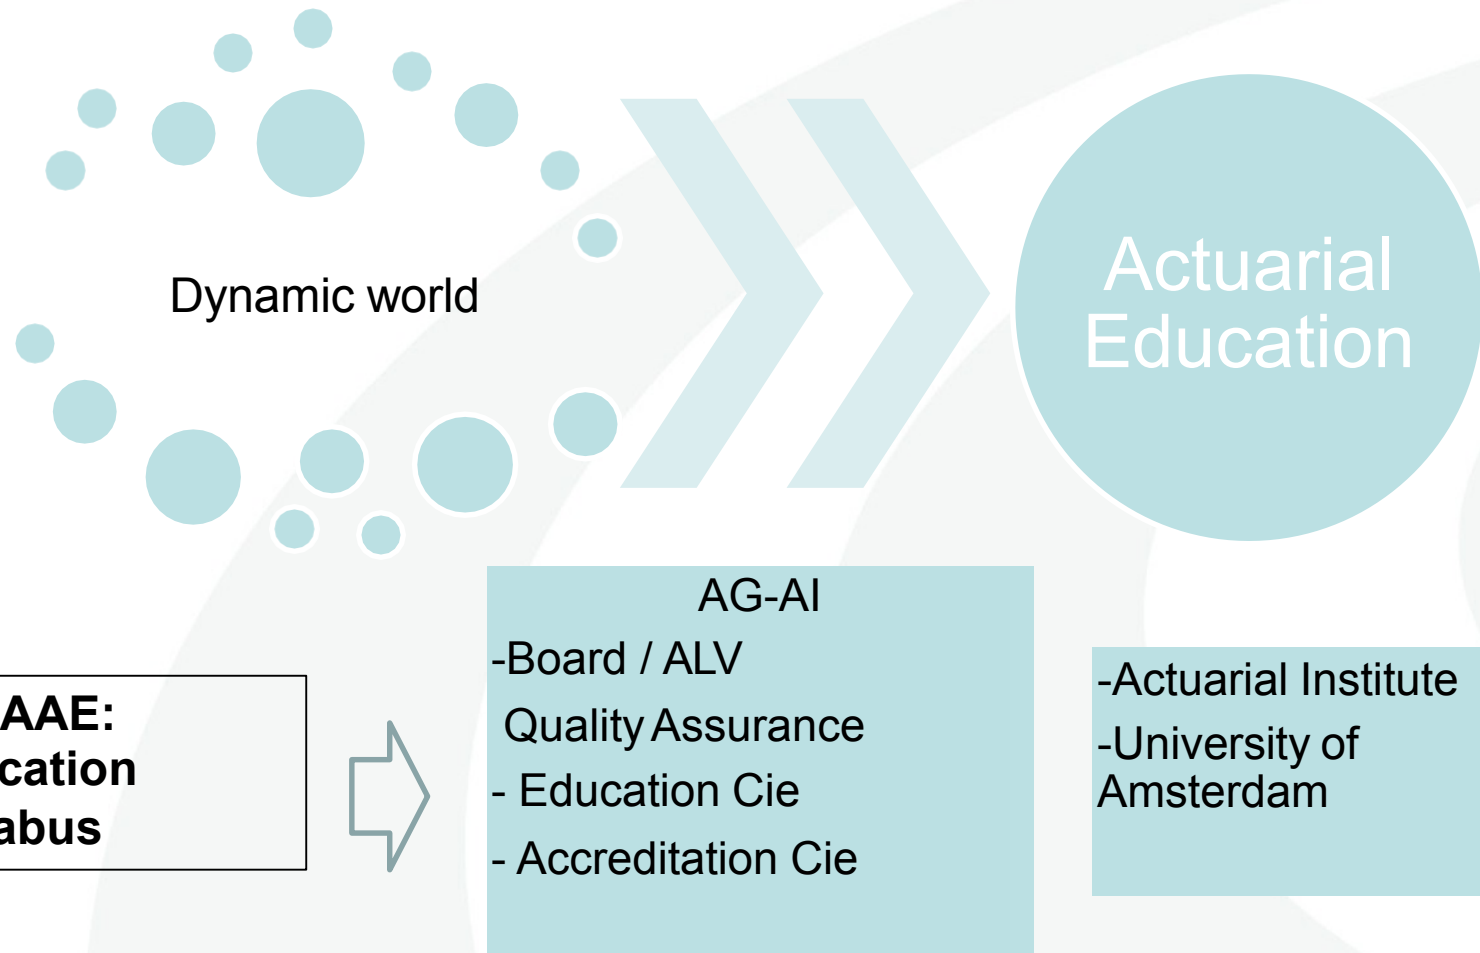 Dynamic world
Actuarial
Education
AAE:
cation
abus
AG-AI
-Board / ALV
Quality Assurance
- Education Cie
- Accreditation Cie
-Actuarial Institute
-University of
Amsterdam